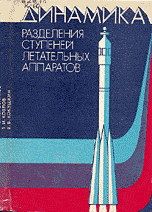 ДИНАМИКА
РАЗДЕЛЕНИЯ
СТУПЕНЕЙ
ЛЕТАТЕЛЬНЫХ
АППАРАТОВ